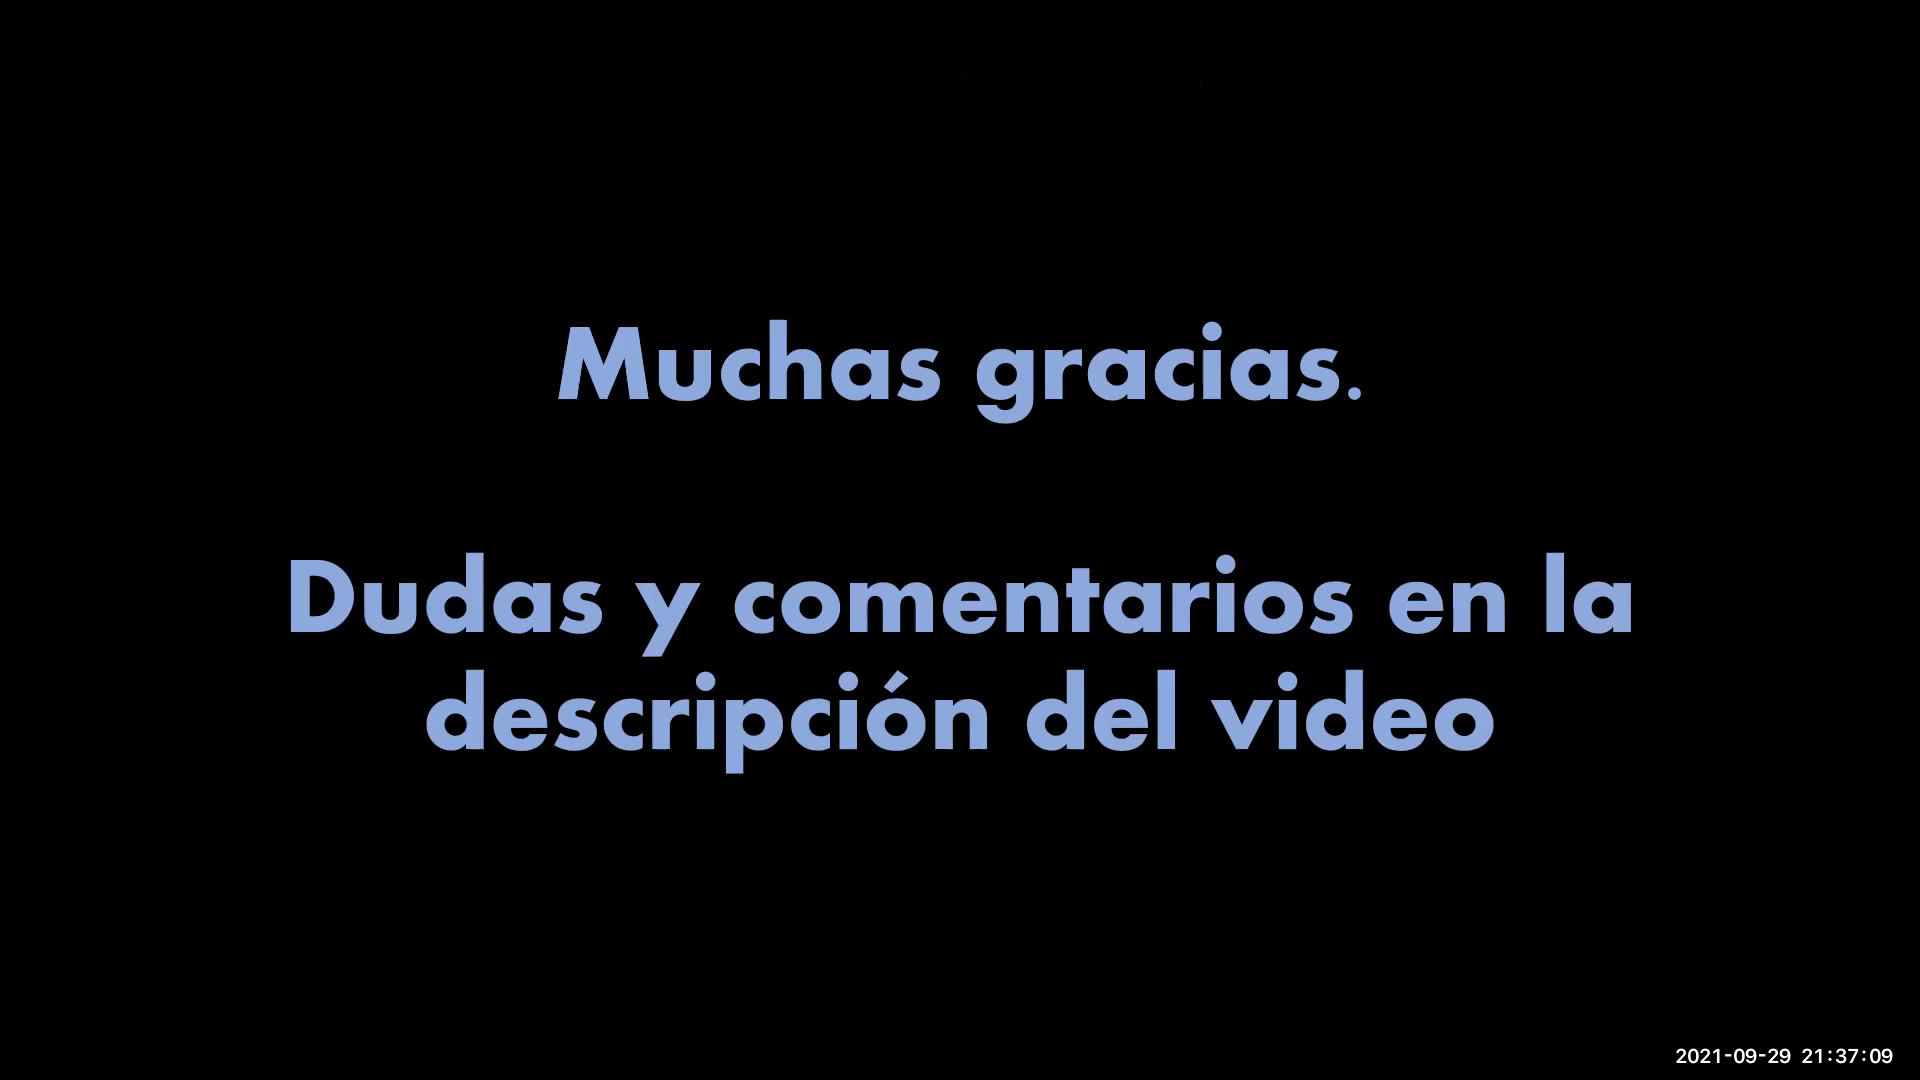 Muchas gracias.
Dudas y comentarios en la
descripción del video
2021-09-29 21:37:09